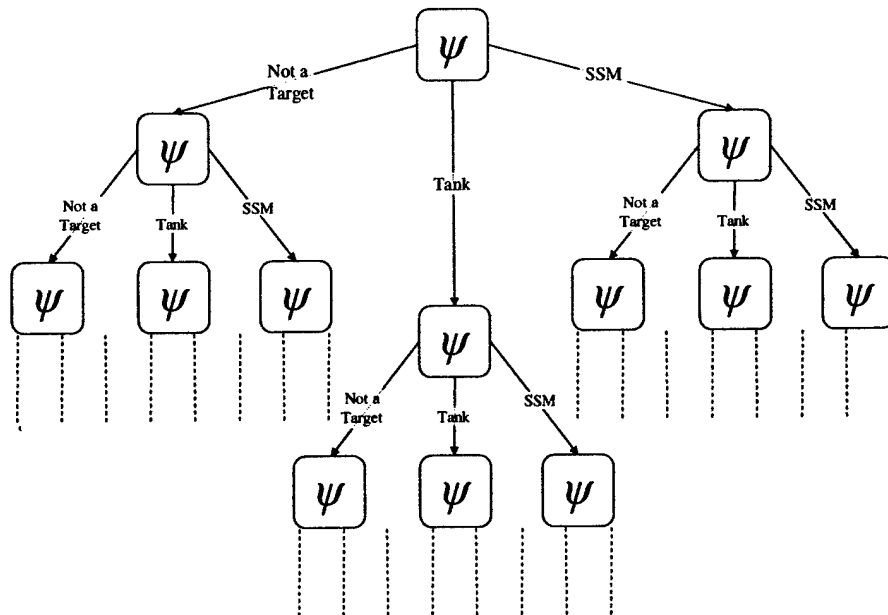 ψ
Not a
Target
SSM
ψ
ψ
Tank
Not a
Target
Tank
SSM
Not a
Target
Tank
SSM
ψ
ψ
ψ
ψ
ψ
ψ
ψ
Not a
Target
Tank
SSM
ψ
ψ
ψ